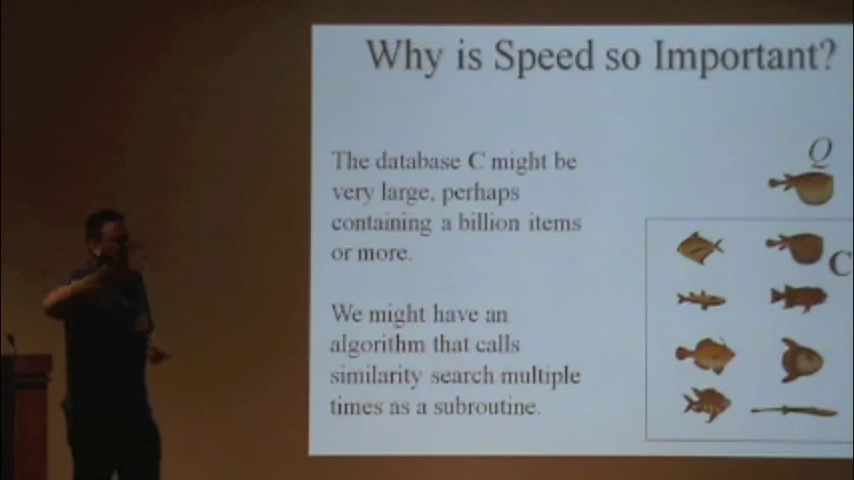 Why is Speed so Important?
The database C might be
very large, perhaps
containing a billion items
or more.
We might have an
algorithm that calls
similarity search multiple
times as a subroutine.
Q
C